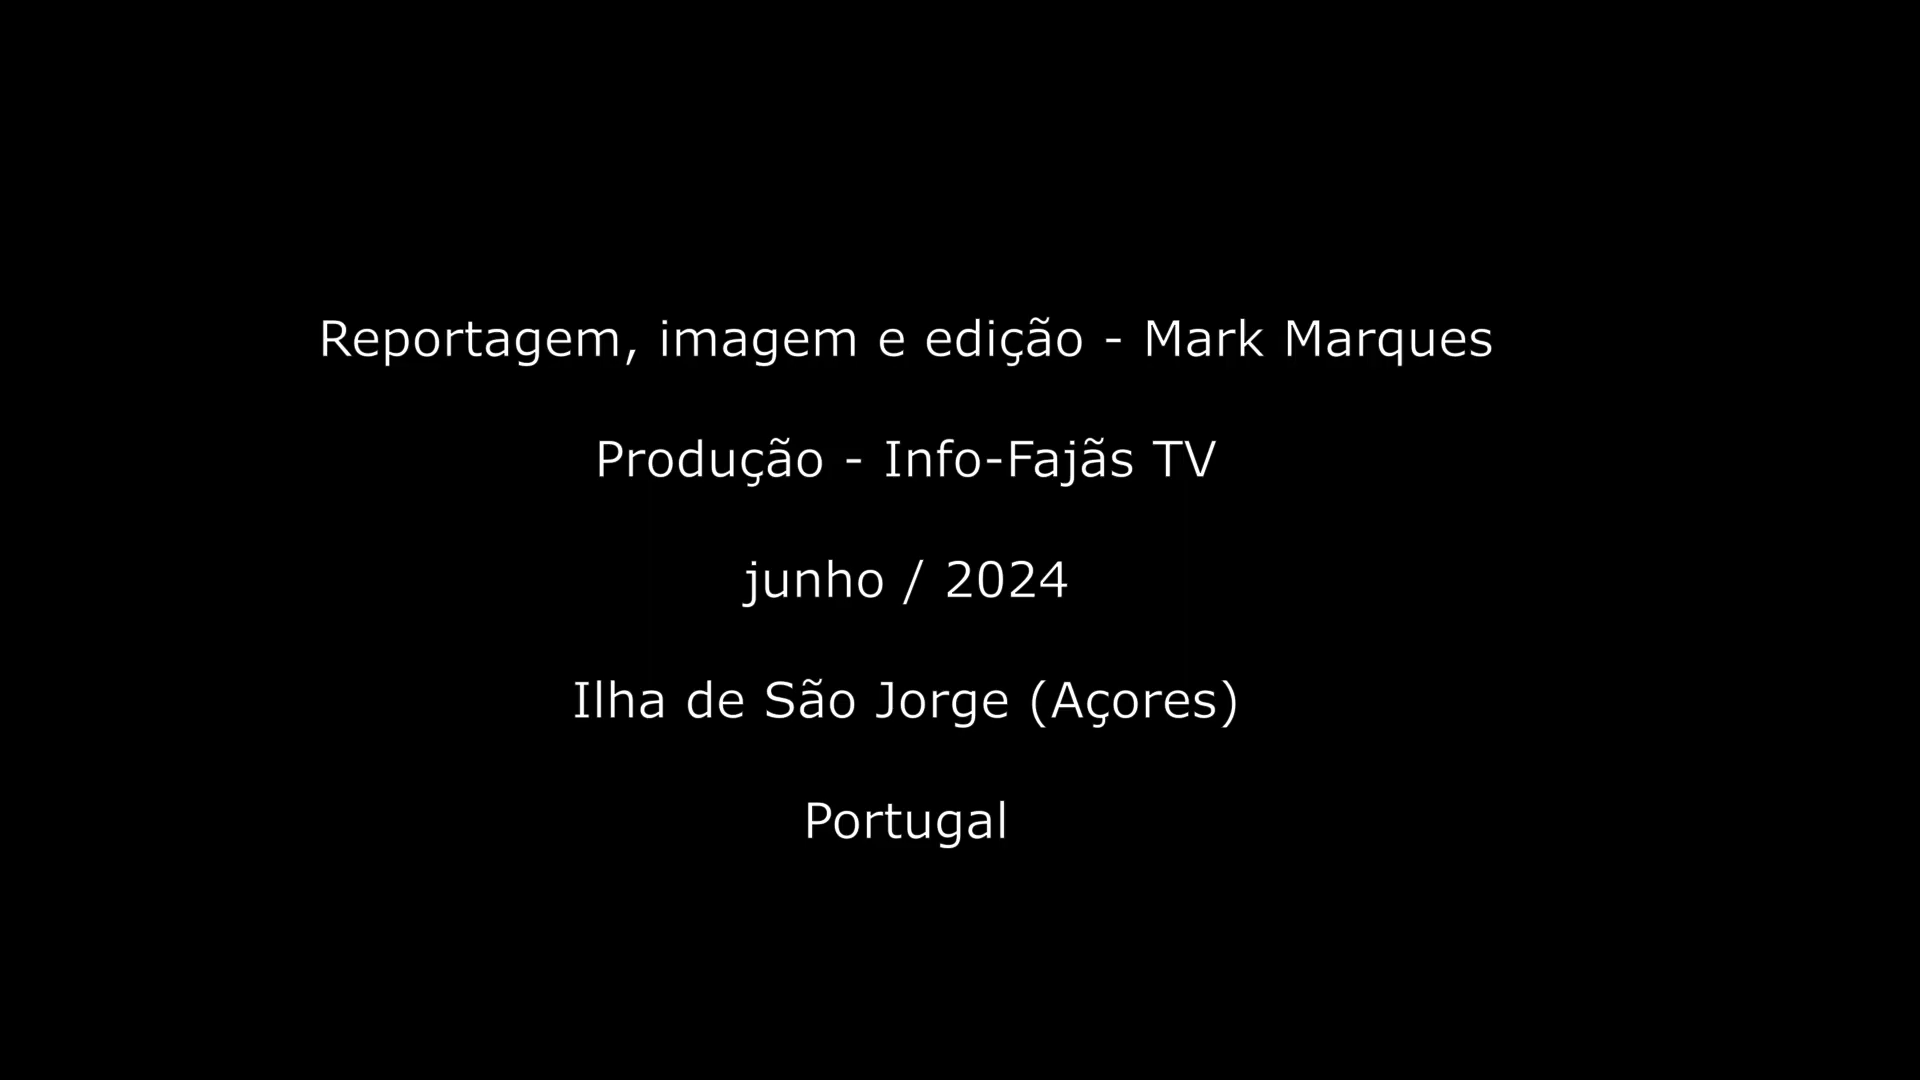 Reportagem, imagem e edição - Mark Marques
Produção - Info-Fajãs TV
junho / 2024
Ilha de São Jorge (Açores)
Portugal